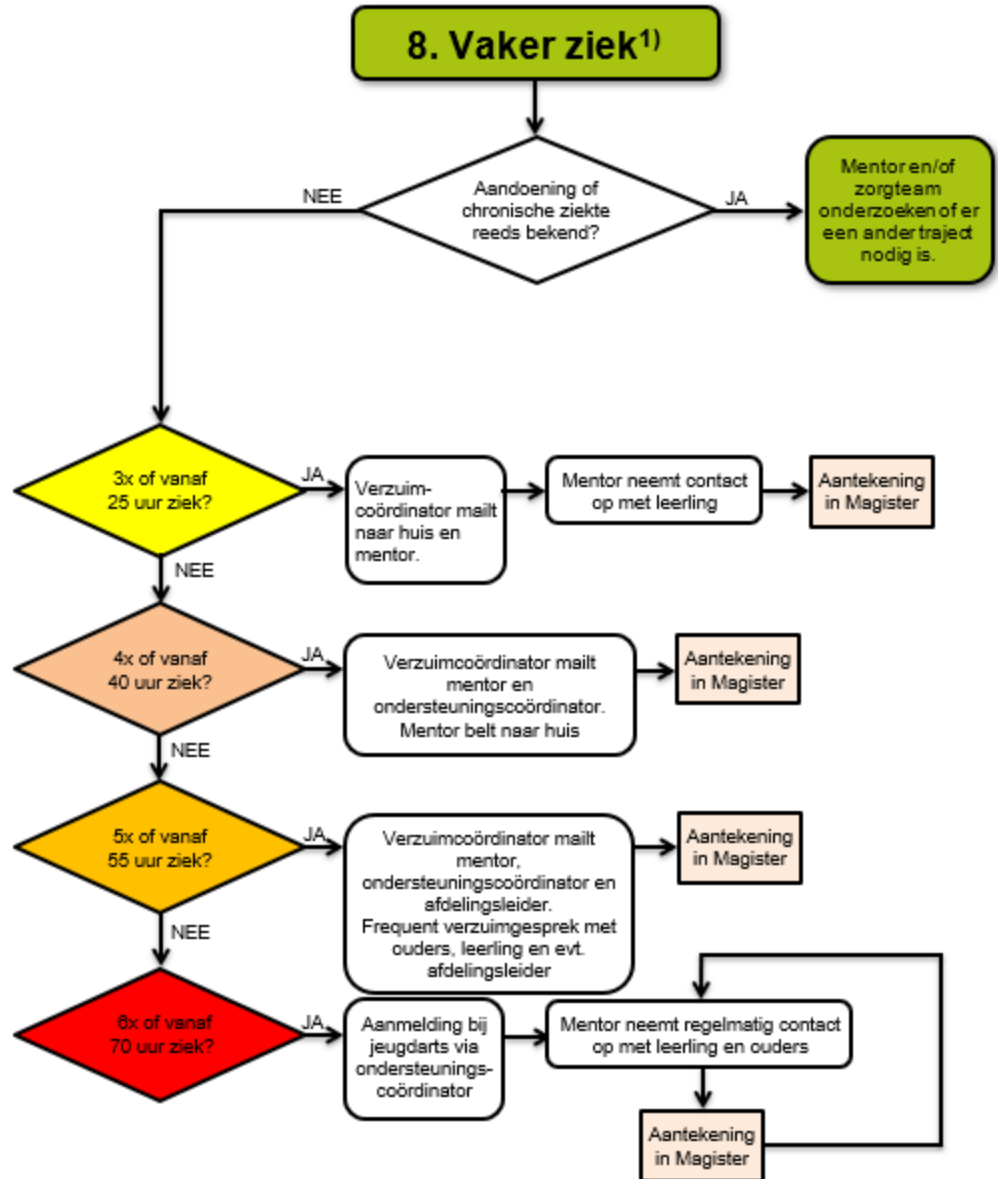 8. Vaker ziek1)
NEE
Aandoening of
chronische ziekte
reeds bekend?
JA
Mentor en/of
zorgteam
onderzoeken of er
een ander traject
nodig is.
3x of vanaf
25 uur ziek?
JA
Verzuim-
coördinator mailt
naar huis en
mentor.
Mentor neemt contact
op met leerling
Aantekening
in Magister
NEE
4x of vanaf
40 uur ziek?
JA
Verzuimcoördinator mailt
mentor en
ondersteuningscoördinator.
Mentor belt naar huis
Aantekening
in Magister
NEE
5x of vanaf
55 uur ziek?
JA
Verzuimcoördinator mailt
mentor,
ondersteuningscoördinator en
afdelingsleider.
Frequent verzuimgesprek met
ouders, leerling en evt.
afdelingsleider
Aantekening
in Magister
NEE
6x of vanaf
70 uur ziek?
JA
Aanmelding bij
jeugdarts via
ondersteunings-
coördinator
Mentor neemt regelmatig contact
op met leerling en ouders
Aantekening
in Magister